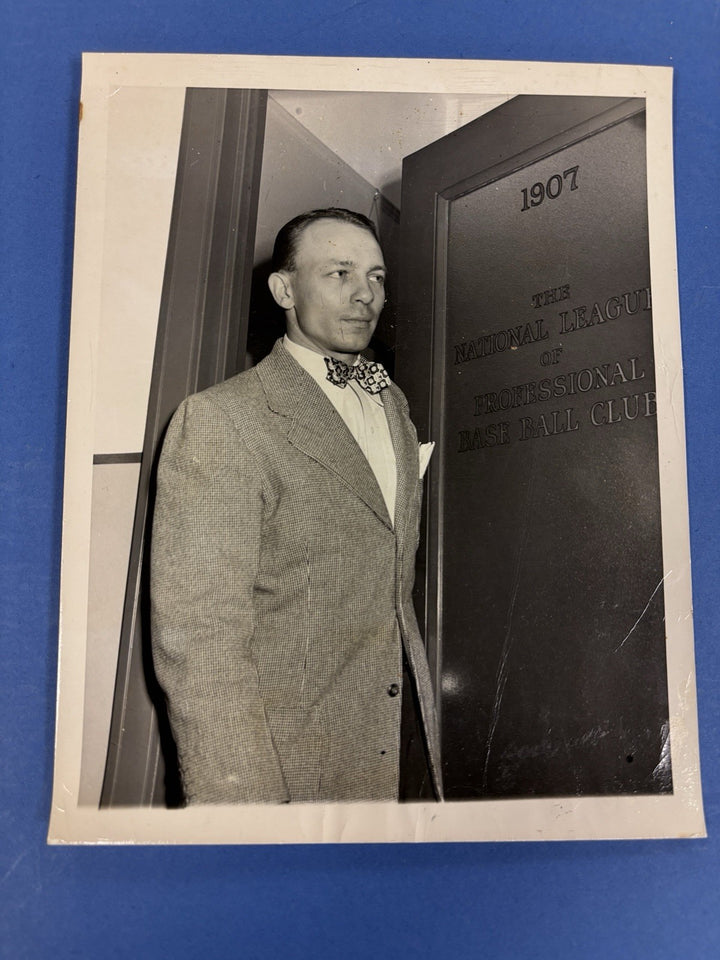 1907
THE
NATIONAL LEAGUE
OF
PROFESSIONAL
BASE BALL CLUB